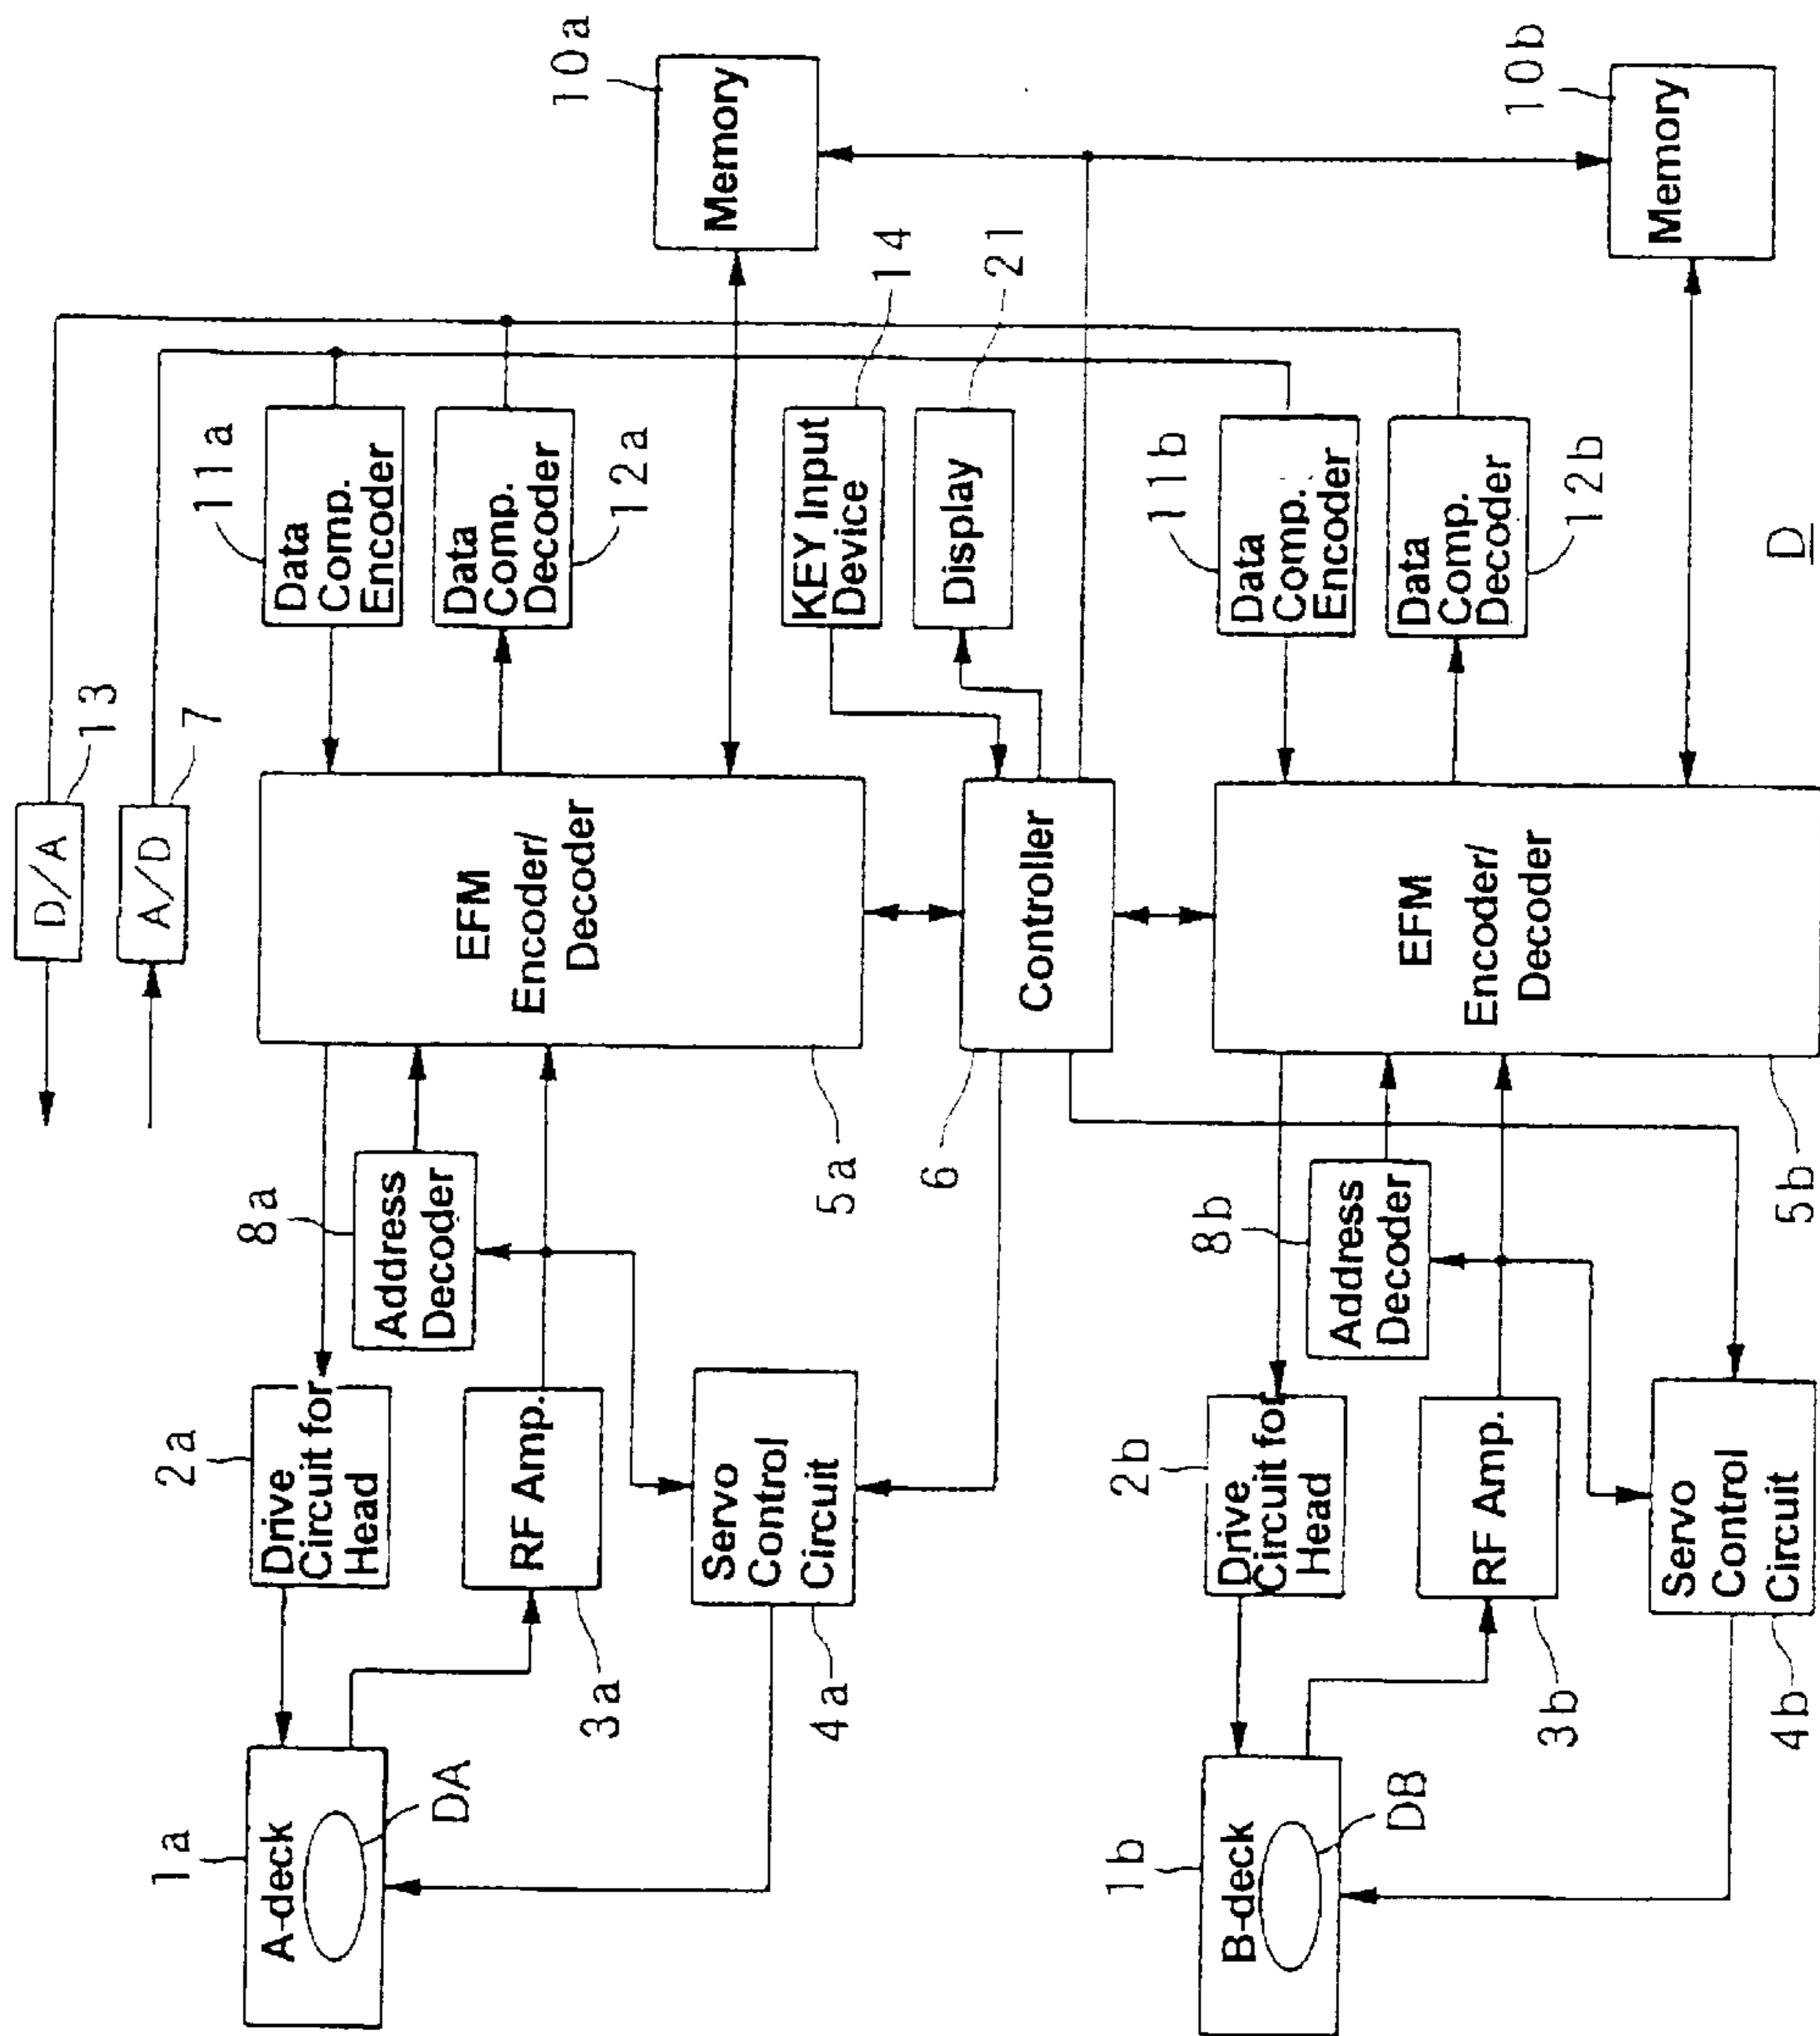 D/A
13
A/D
7
10a
Memory
11a
Data
Comp.
Encoder
Data
Comp.
Decoder
12a
KEY Input
Device
14
Display
21
11b
Data
Comp.
Encoder
Data
Comp.
Decoder
12b
10b
Memory
D
EFM
Encoder/
Decoder
5a
Controller
6
EFM
Encoder/
Decoder
5b
8a
Address
Decoder
8b
Address
Decoder
2a
Drive
Circuit for
Head
RF Amp.
3a
Servo
Control
Circuit
4a
2b
Drive
Circuit for
Head
RF Amp.
3b
Servo
Control
Circuit
4b
1a
A-deck
DA
1b
B-deck
DB